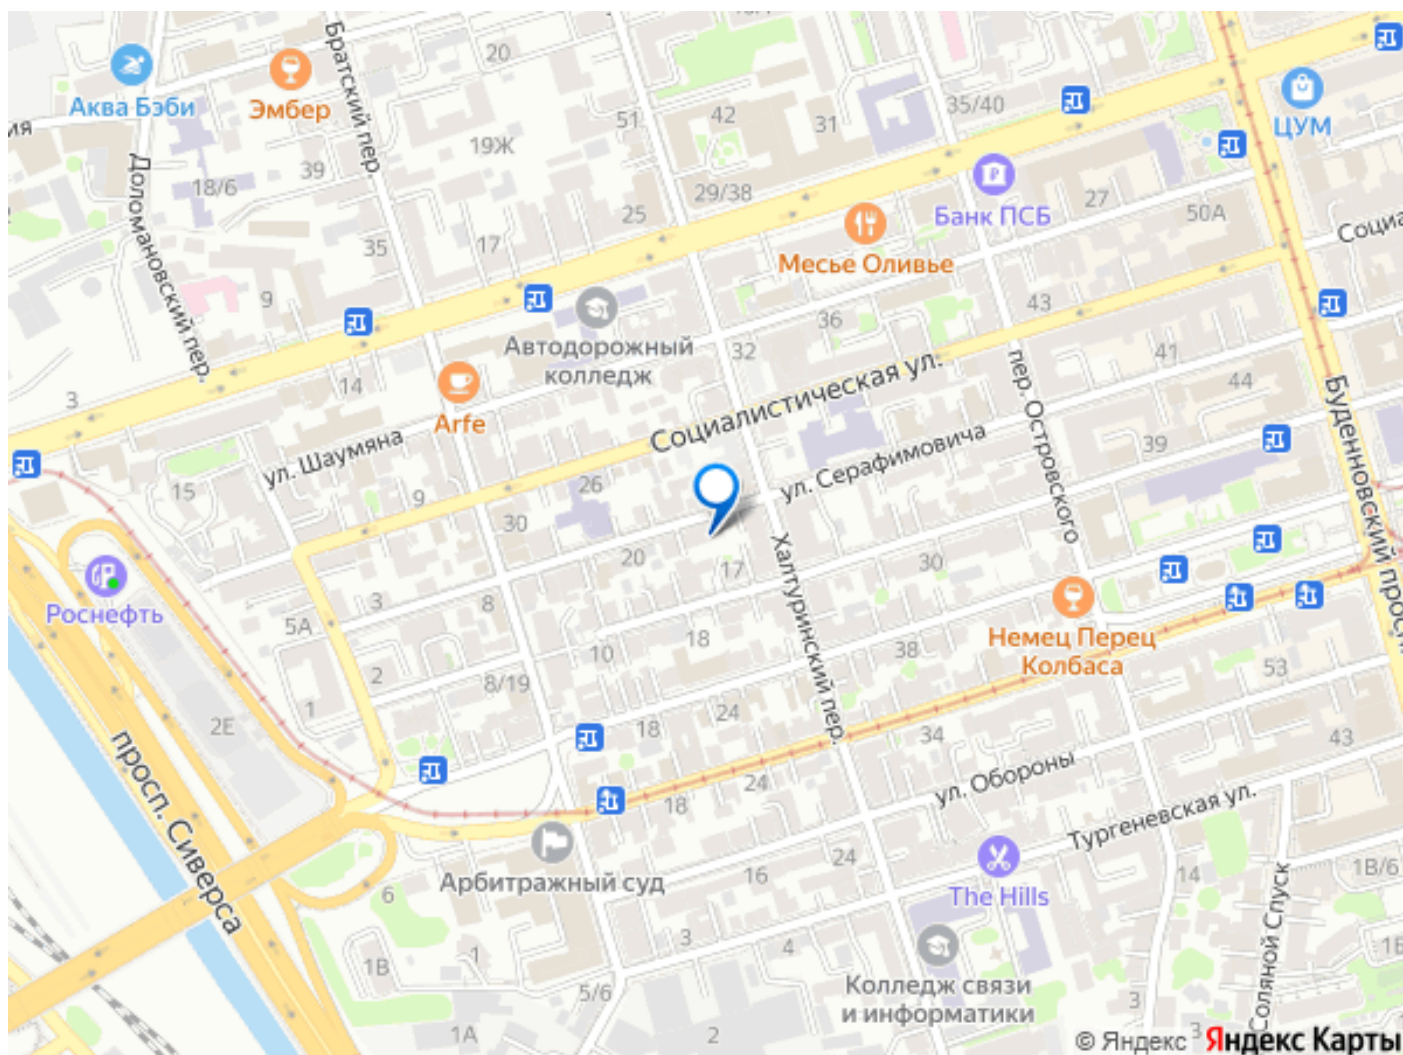 Аква Бэби
Эмбер
Братский пер.
20
51
42
31
35/40
ЦУМ
ия
Доломановский пер.
39
18/6
19Ж
29/38
25
Банк ПСБ
27
50А
Социа
35
17
Месье Оливье
9
43
Автодорожный
колледж
36
32
41
44
14
3
Arfe
Социалистическая ул.
пер. Островского
Буденновский просп.
ул. Шаумяна
ул. Серафимовича
39
15
9
26
30
20
17
Халтуринский пер.
30
Роснефть
3
8
5А
18
10
38
Немец Перец
Колбаса
2
8/19
53
1
2Е
18
24
34
43
просп. Сиверса
24
18
ул. Обороны
Тургеневская ул.
Арбитражный суд
16
24
The Hills
14
1В/6
6
Соляной Спуск
1
3
4
1В
5/6
Колледж связи
и информатики
3
3
1А
2
© Яндекс Яндекс Карты